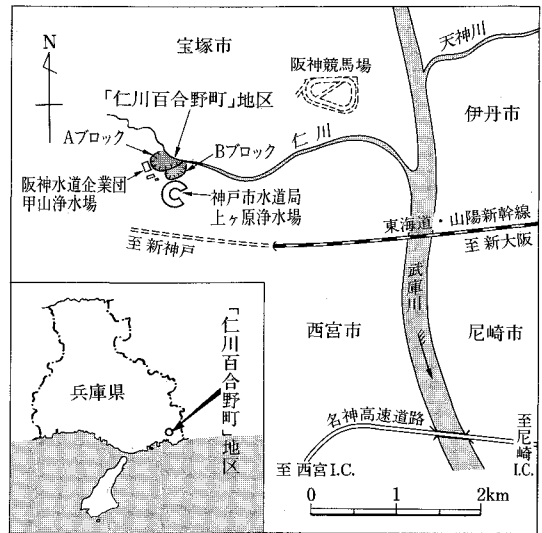 N
宝塚市
天神川
阪神競馬場
「仁川百合野町」地区
伊丹市
Aブロック
Bブロック
仁川
阪神水道企業団
甲山浄水場
神戸市水道局
上ヶ原浄水場
東海道・山陽新幹線
至新神戸
至新大阪
武庫川
西宮市
尼崎市
「仁川百合野町」地区
兵庫県
名神高速道路
至西宮I.C.
至尼崎I.C.
0 1 2km